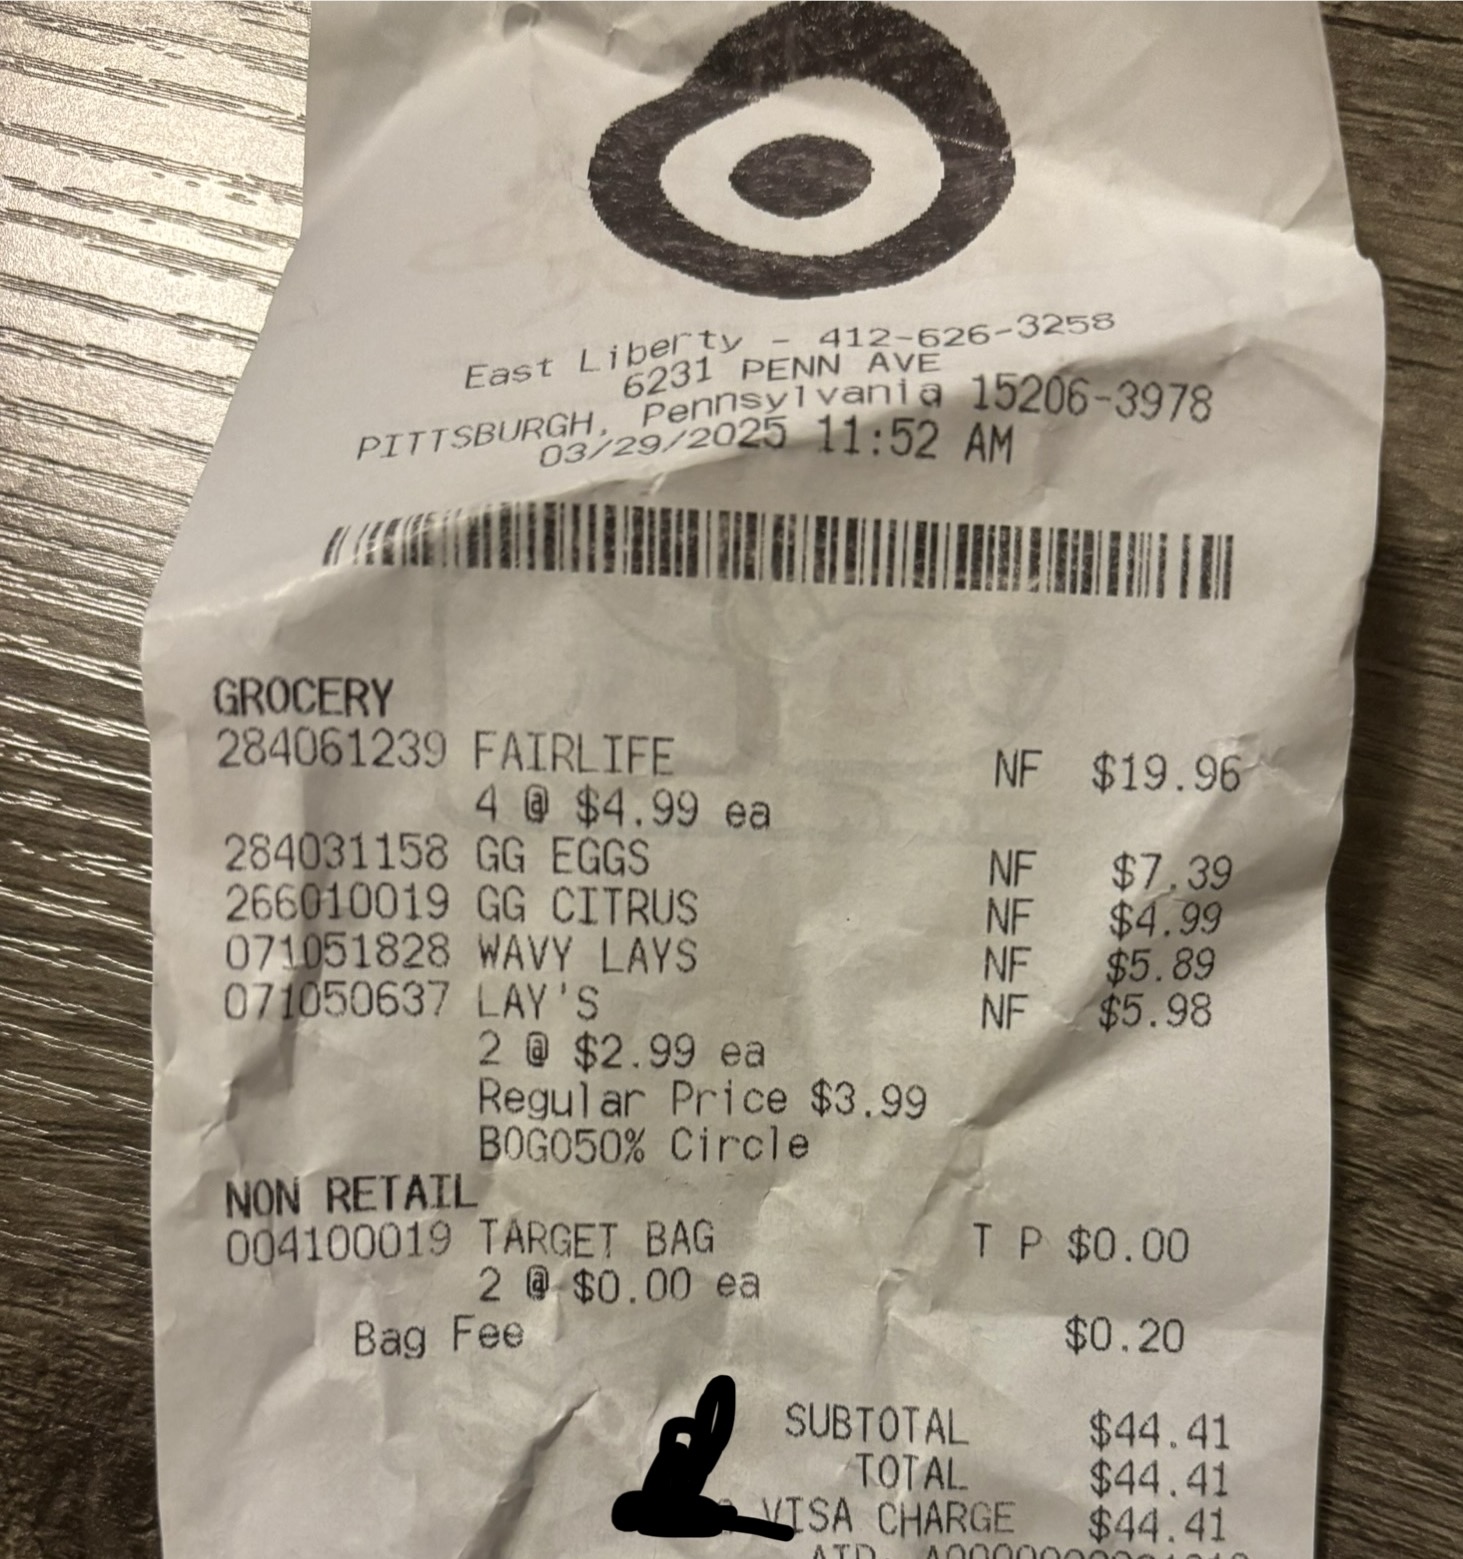 East Liberty - 412-626-3258
6231 PENN AVE
PITTSBURGH, Pennsylvania 15206-3978
03/29/2025 11:52 AM
GROCERY
284061239 FAIRLIFE NF $19.96
4 @ $4.99 ea
284031158 GG EGGS NF $7.39
266010019 GG CITRUS NF $4.99
071051828 WAVY LAYS NF $5.89
071050637 LAY'S NF $5.98
2 @ $2.99 ea
Regular Price $3.99
BOGO50% Circle
NON RETAIL
004100019 TARGET BAG T P $0.00
2 @ $0.00 ea
Bag Fee $0.20
SUBTOTAL $44.41
TOTAL $44.41
VISA CHARGE $44.41